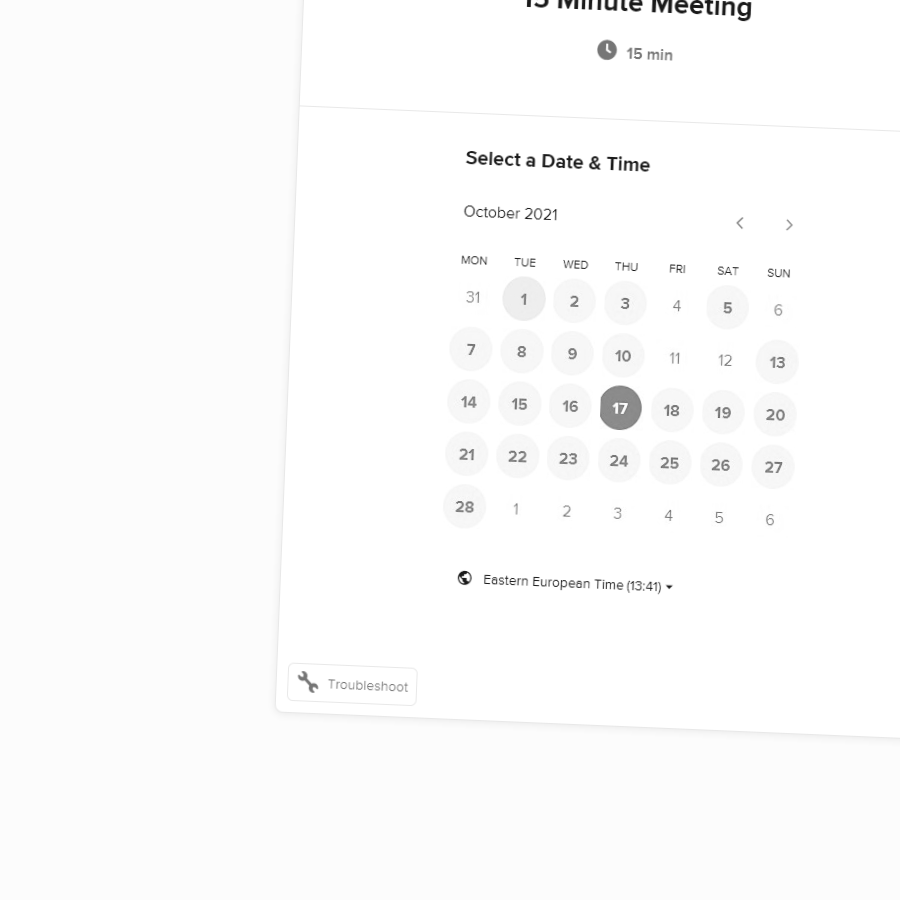 15 Minute Meeting
15 min
Select a Date & Time
October 2021
MON TUE WED THU FRI SAT SUN
31 1 2 3 4 5 6
7 8 9 10 11 12 13
14 15 16 17 18 19 20
21 22 23 24 25 26 27
28 1 2 3 4 5 6
Eastern European Time (13:41)
Troubleshoot